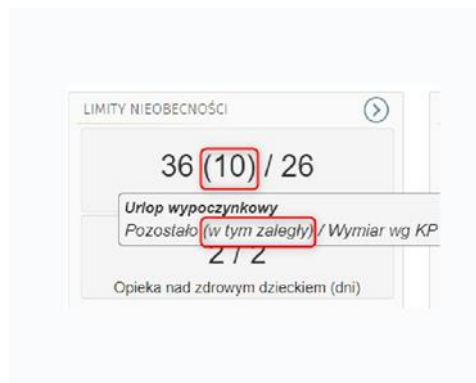 LIMITY NIEOBECNOŚCI
36 (10) / 26
Urlop wypoczynkowy
Pozostało (w tym zaległy) / Wymiar wg KP
2 / 2
Opieka nad zdrowym dzieckiem (dni)